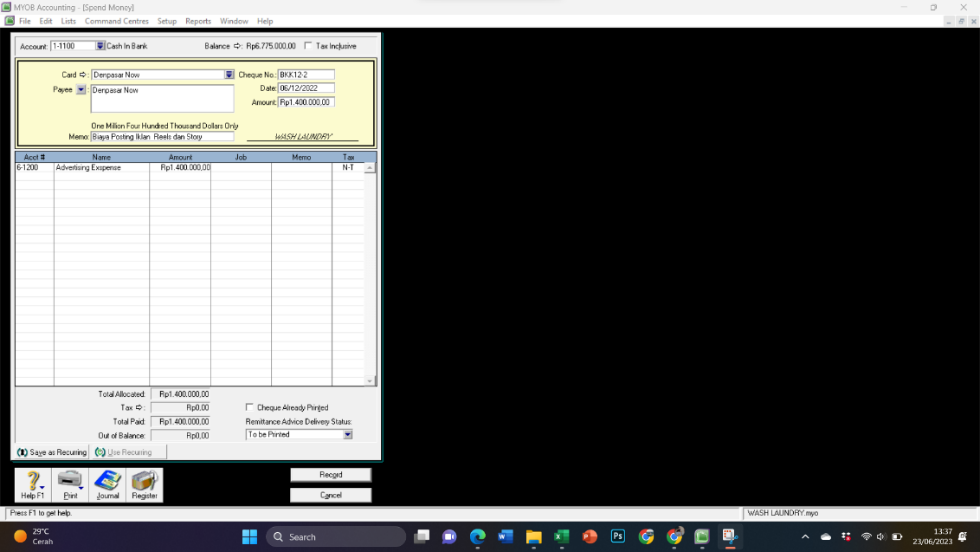 MYOB Accounting - [Spend Money]
File Edit Lists Command Centres Setup Reports Window Help
Account: 1-1100 Cash In Bank Balance ⇨: Rp6.775.000,00 Tax Inclusive
Card ⇨: Denpasar Now Cheque No.: BKK12-2
Payee Denpasar Now Date: 06/12/2022
Amount: Rp1.400.000,00
One Million Four Hundred Thousand Dollars Only
Memo: Biaya Posting Iklan Reels dan Story WASH LAUNDRY
Acct # Name Amount Job Memo Tax
6-1200 Advertising Exspense Rp1.400.000,00 N-T
Total Allocated: Rp1.400.000,00
Tax ⇨: Rp0,00 Cheque Already Printed
Total Paid: Rp1.400.000,00 Remittance Advice Delivery Status:
Out of Balance: Rp0,00 To be Printed
Save as Recurring Use Recurring
Help F1 Print Journal Register Record
Cancel
Press F1 to get help. WASH LAUNDRY.myo
29°C
Cerah
Search
13:37
23/06/2023